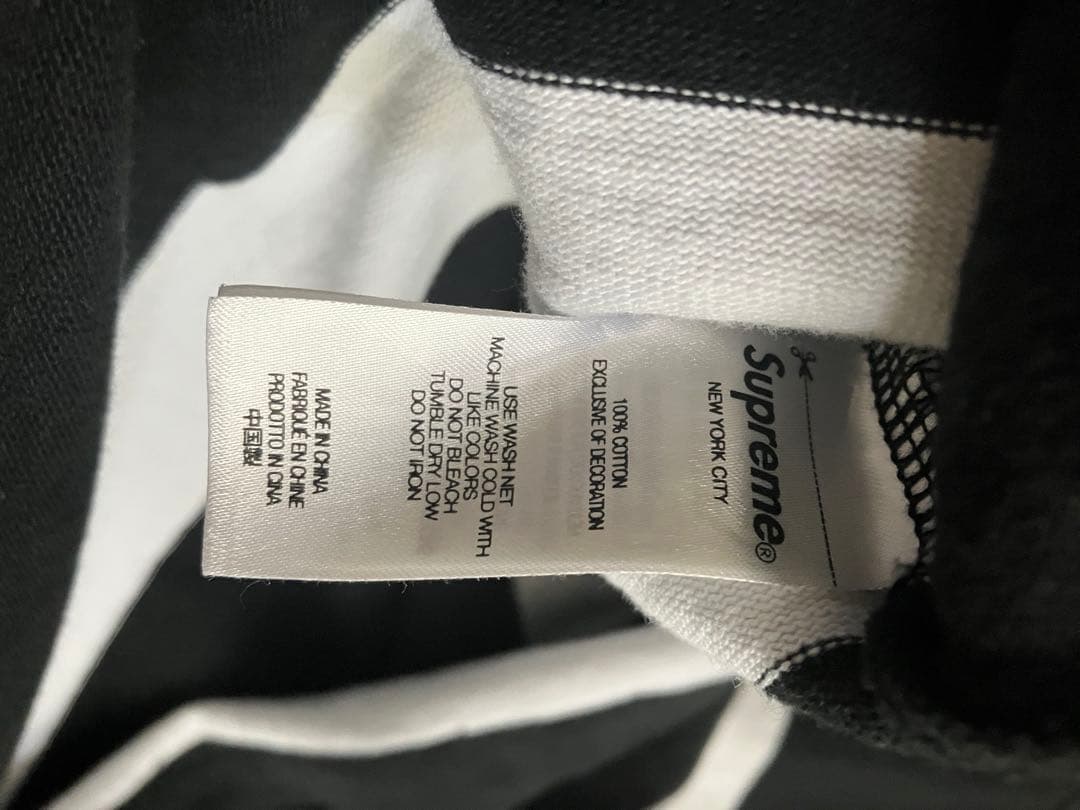 Supreme®
NEW YORK CITY
100% COTTON
EXCLUSIVE OF DECORATION
USE WASH NET
MACHINE WASH COLD WITH
LIKE COLORS
DO NOT BLEACH
TUMBLE DRY LOW
DO NOT IRON
MADE IN CHINA
FABRIQUÉ EN CHINE
PRODOTTO IN CINA
中国製